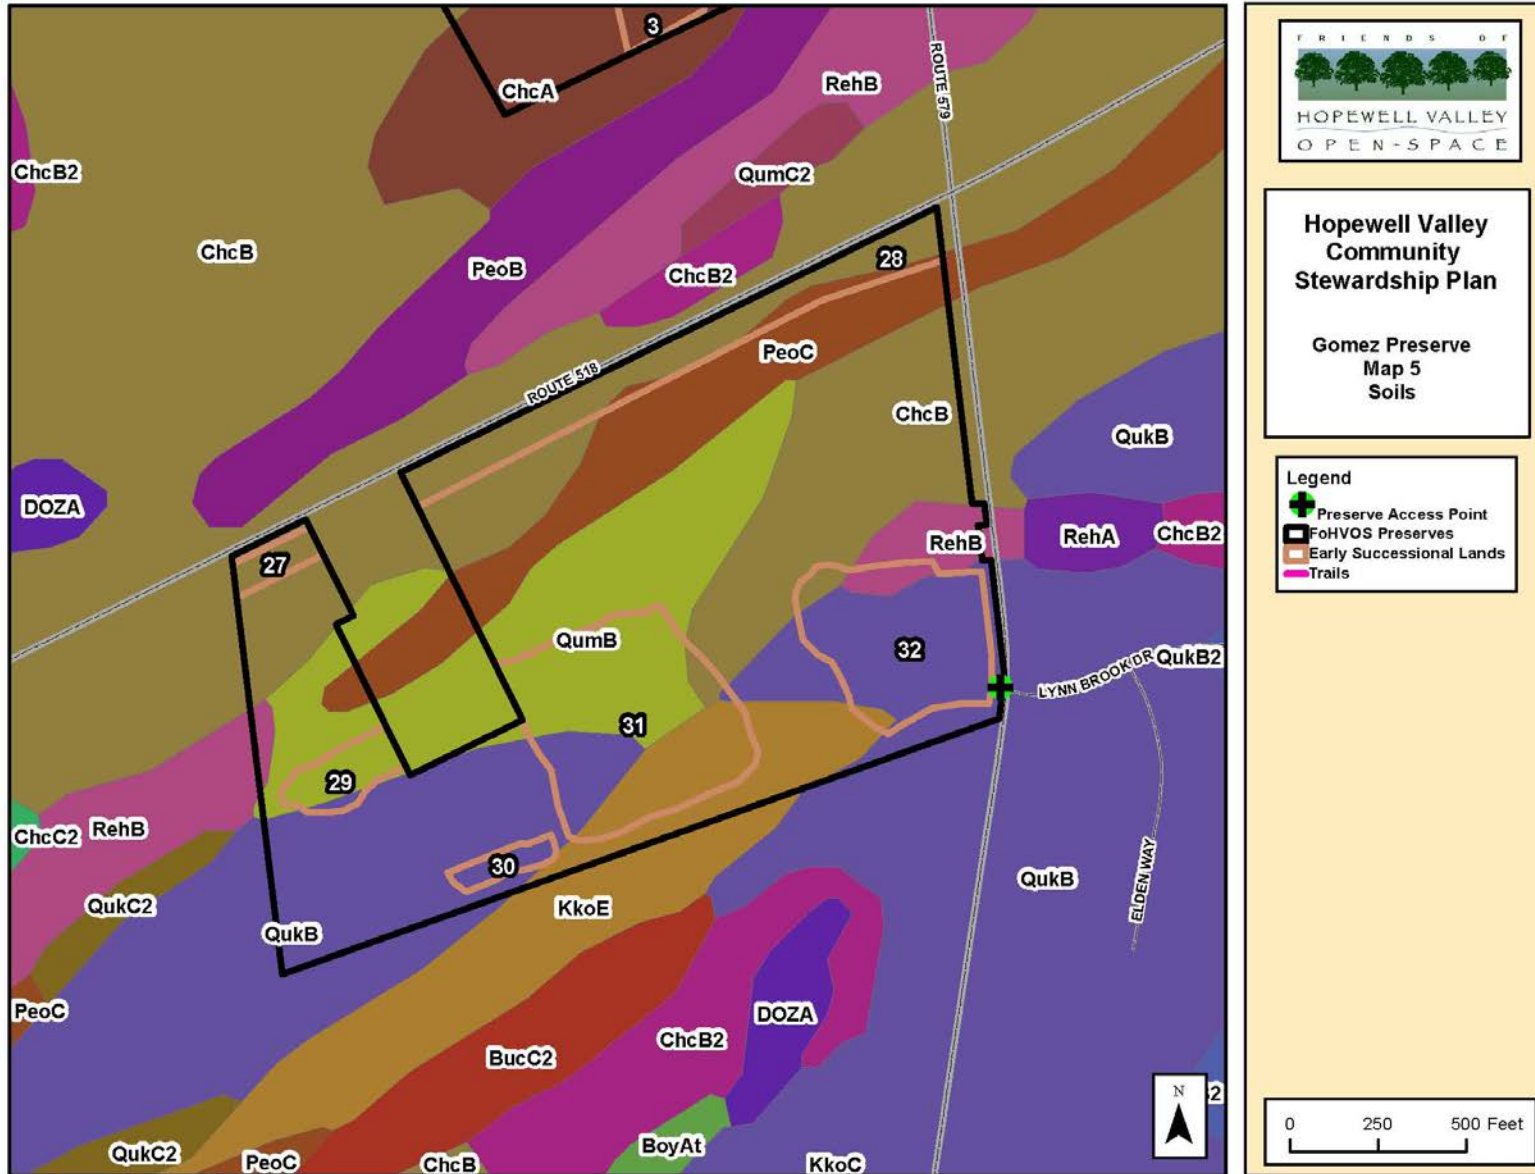 3
ChcA
RehB
ROUTE 579
ChcB2
QumC2
ChcB
PeoB
ChcB2
28
PeoC
ROUTE 518
ChcB
QukB
DOZA
27
RehB
RehA
ChcB2
QumB
32
LYNN BROOK DR
QukB2
31
29
ChcC2
RehB
30
QukC2
KkoE
QukB
QukB
ELDEN WAY
PeoC
DOZA
ChcB2
BucC2
N
B2
QukC2
PeoC
ChcB
BoyAt
KkoC
FRIENDS OF
HOPEWELL VALLEY
OPEN-SPACE
Hopewell Valley
Community
Stewardship Plan
Gomez Preserve
Map 5
Soils
Legend
Preserve Access Point
FoHVOS Preserves
Early Successional Lands
Trails
0 250 500 Feet